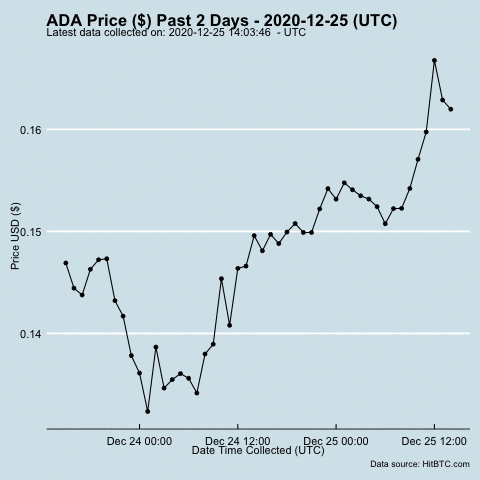 ADA Price ($) Past 2 Days - 2020-12-25 (UTC)
Latest data collected on: 2020-12-25 14:03:46 - UTC
0.16
0.15
0.14
Price USD ($)
Dec 24 00:00 Dec 24 12:00 Dec 25 00:00 Dec 25 12:00
Date Time Collected (UTC)
Data source: HitBTC.com